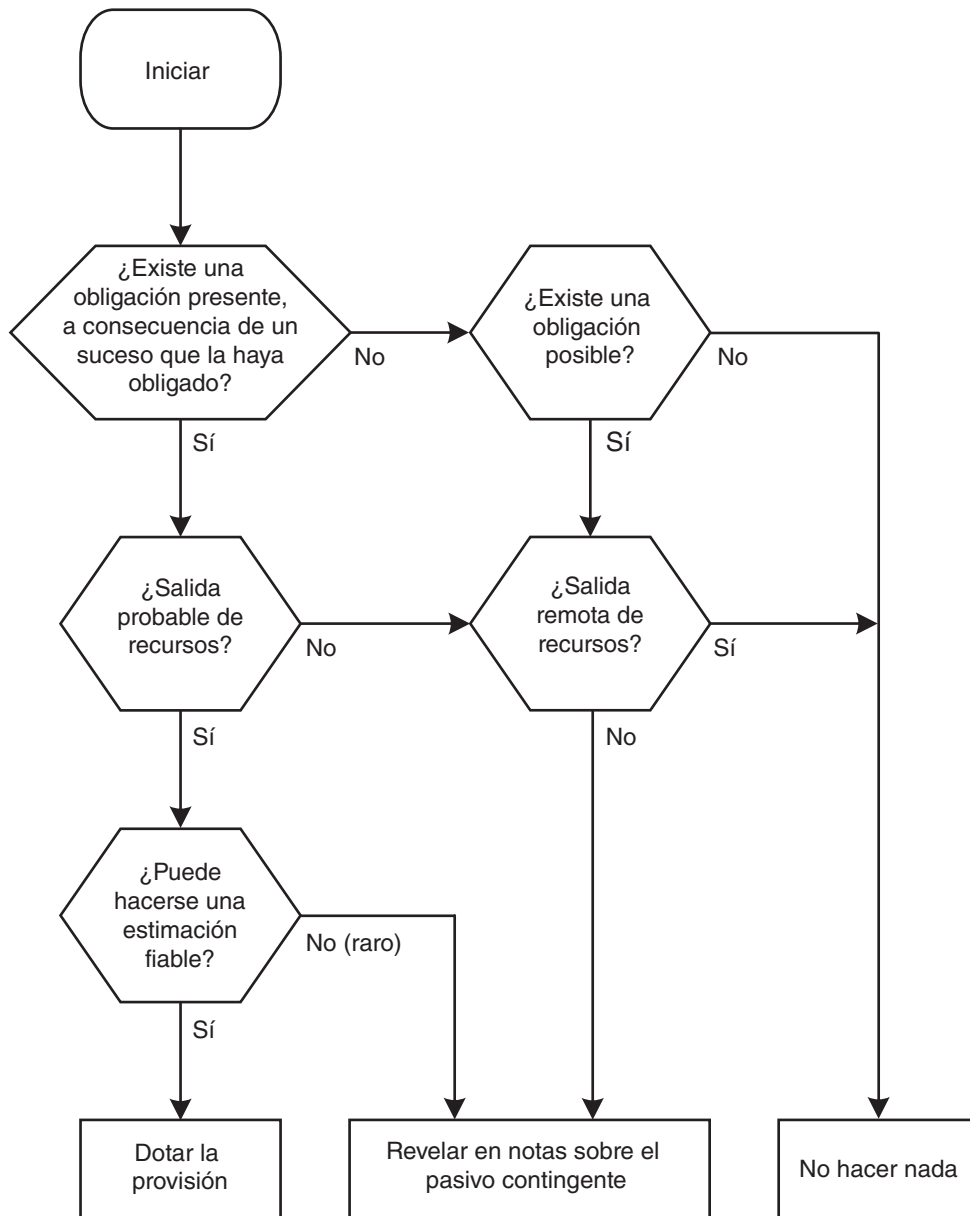 Iniciar
¿Existe una
obligación presente,
a consecuencia de un
suceso que la haya
obligado?
No
¿Existe una
obligación
posible?
No
Sí
Sí
¿Salida
probable de
recursos?
No
¿Salida
remota de
recursos?
Sí
Sí
No
¿Puede
hacerse una
estimación
fiable?
No (raro)
Sí
Dotar la
provisión
Revelar en notas sobre el
pasivo contingente
No hacer nada